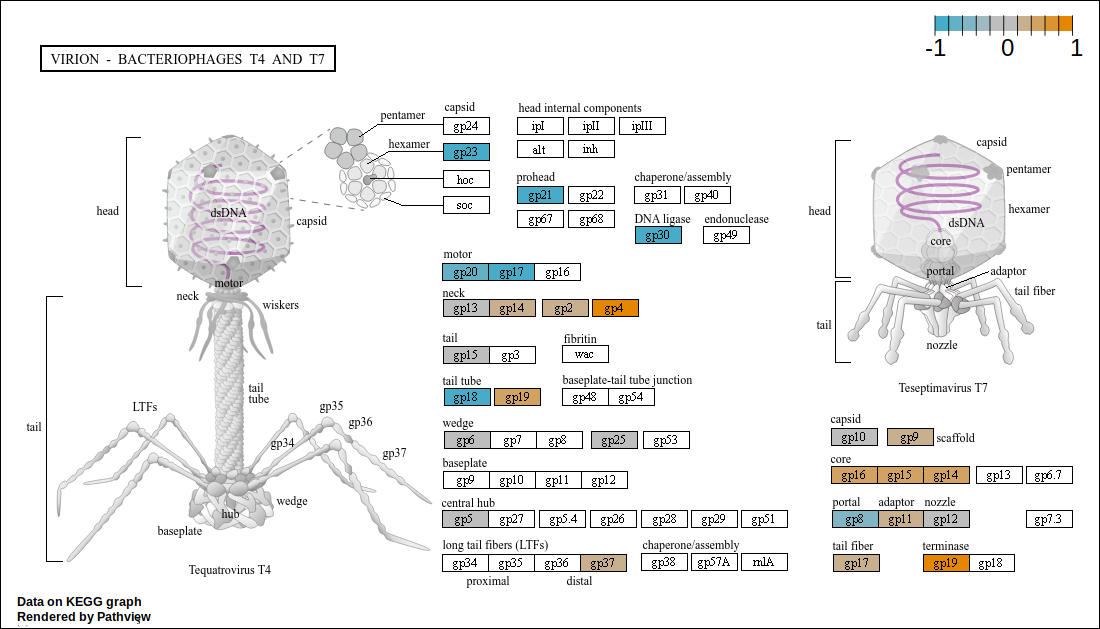 -1 0 1
VIRION - BACTERIOPHAGES T4 AND T7
head
dsDNA
capsid
motor
neck
wiskers
tail
tail
tube
LTFs
gp34
gp35
gp36
gp37
hub
wedge
baseplate
Tequatrovirus T4
pentamer
hexamer
capsid
gp24
gp23
hoc
soc
head internal components
ipI ipII ipIII
alt inh
prohead
gp21 gp22
gp67 gp68
chaperone/assembly
gp31 gp40
DNA ligase endonuclease
gp30 gp49
motor
gp20 gp17 gp16
neck
gp13 gp14 gp2 gp4
tail fibritin
gp15 gp3 wac
tail tube baseplate-tail tube junction
gp18 gp19 gp48 gp54
wedge
gp6 gp7 gp8 gp25 gp53
baseplate
gp9 gp10 gp11 gp12
central hub
gp5 gp27 gp5.4 gp26 gp28 gp29 gp51
long tail fibers (LTFs) chaperone/assembly
gp34 gp35 gp36 gp37 gp38 gp57A rnlA
proximal distal
capsid
pentamer
head
hexamer
dsDNA
core
portal
adaptor
tail fiber
tail
nozzle
Teseptimavirus T7
capsid
gp10 gp9 scaffold
core
gp16 gp15 gp14 gp13 gp6.7
portal adaptor nozzle
gp8 gp11 gp12 gp7.3
tail fiber terminase
gp17 gp19 gp18
Data on KEGG graph
Rendered by Pathview